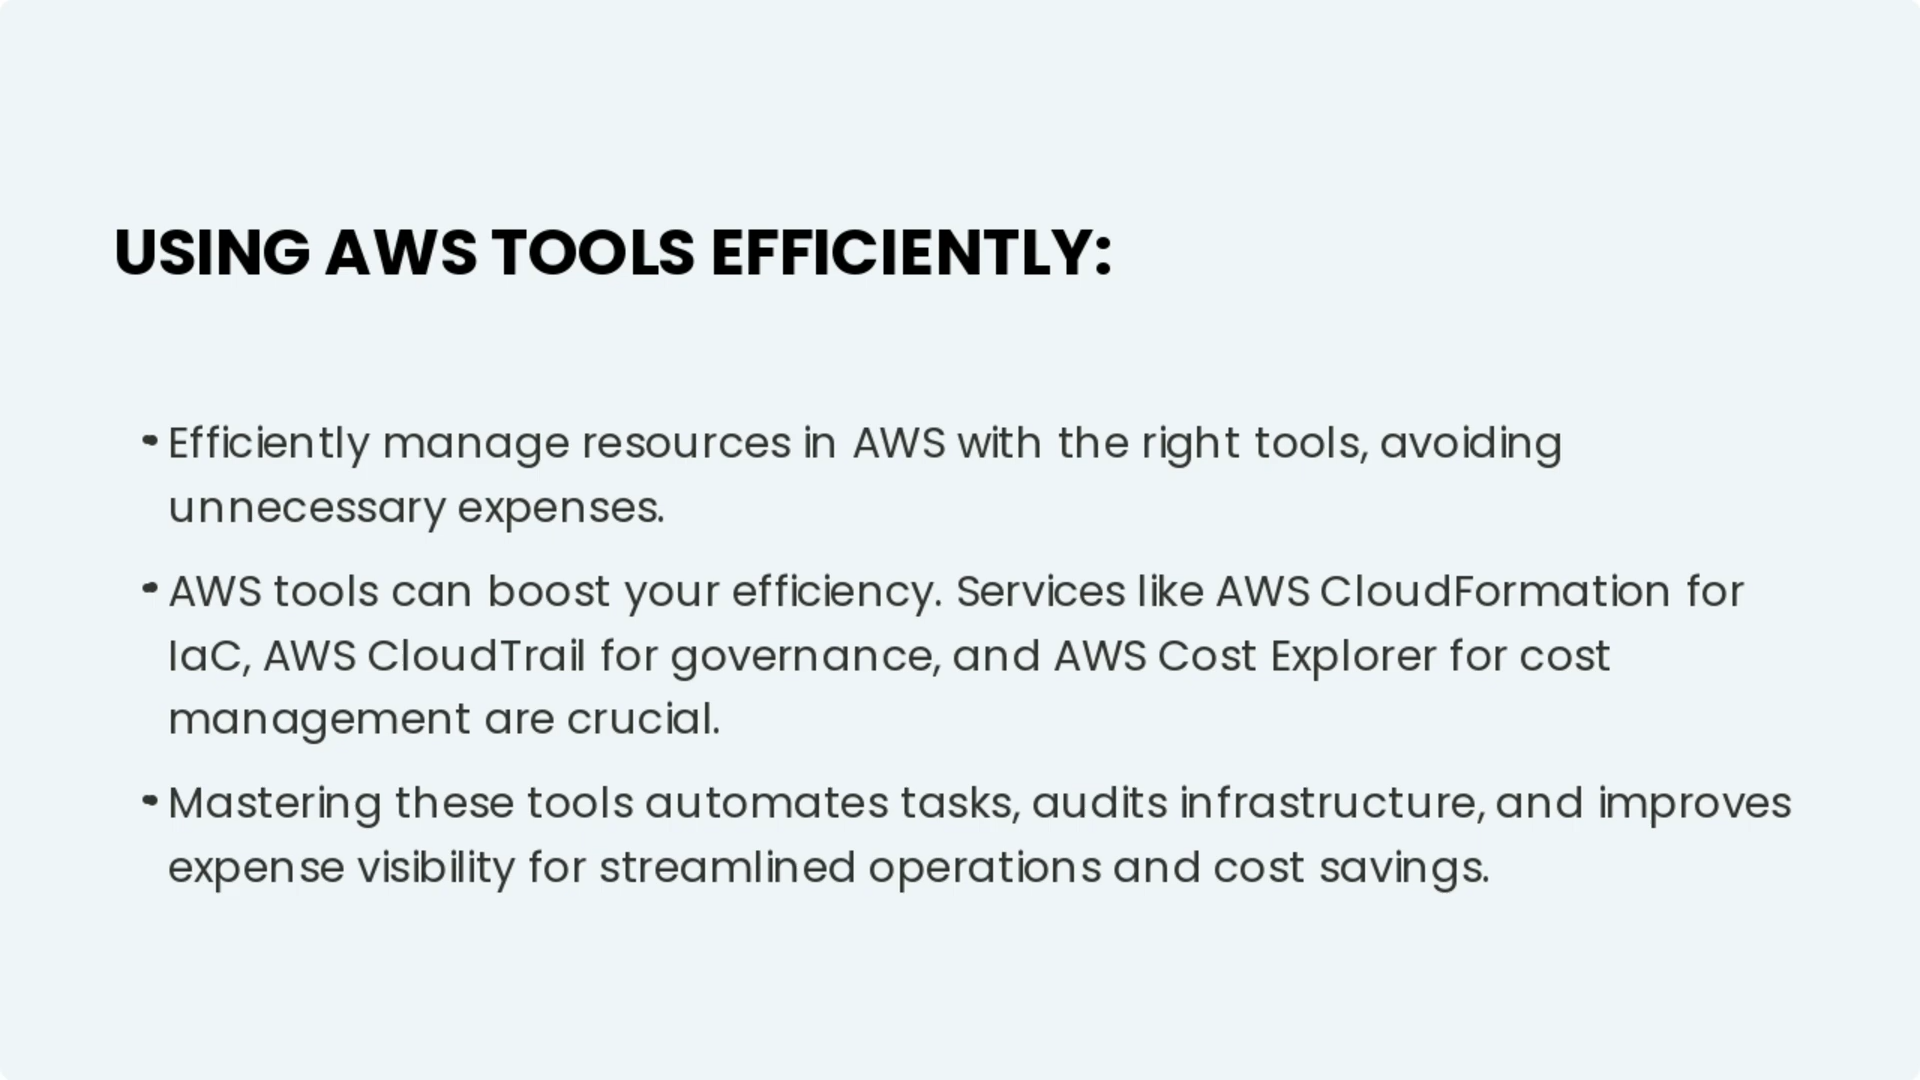 USING AWS TOOLS EFFICIENTLY:
Efficiently manage resources in AWS with the right tools, avoiding
unnecessary expenses.
AWS tools can boost your efficiency. Services like AWS CloudFormation for
IaC, AWS CloudTrail for governance, and AWS Cost Explorer for cost
management are crucial.
Mastering these tools automates tasks, audits infrastructure, and improves
expense visibility for streamlined operations and cost savings.